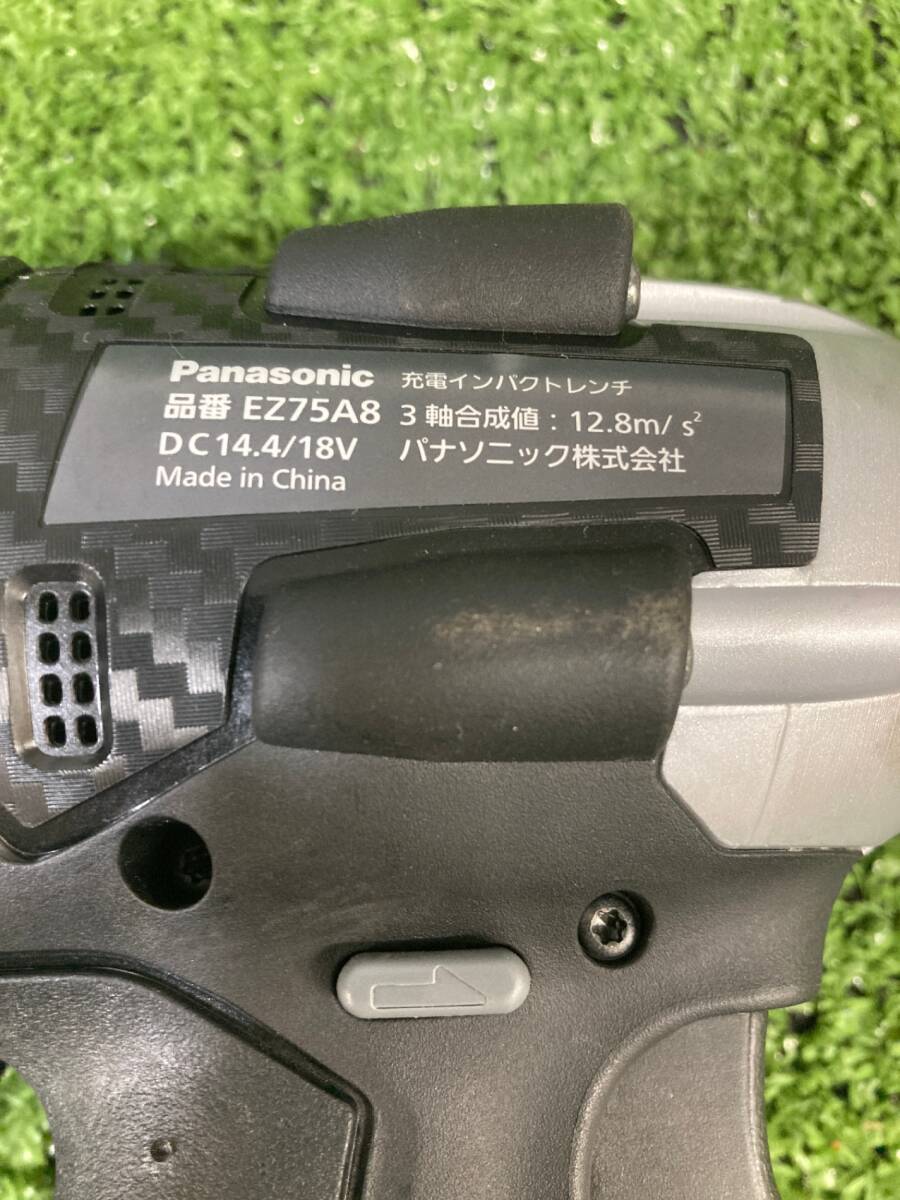 Panasonic 充電インパクトレンチ
品番 EZ75A8 3軸合成値：12.8m/s²
DC14.4/18V パナソニック株式会社
Made in China